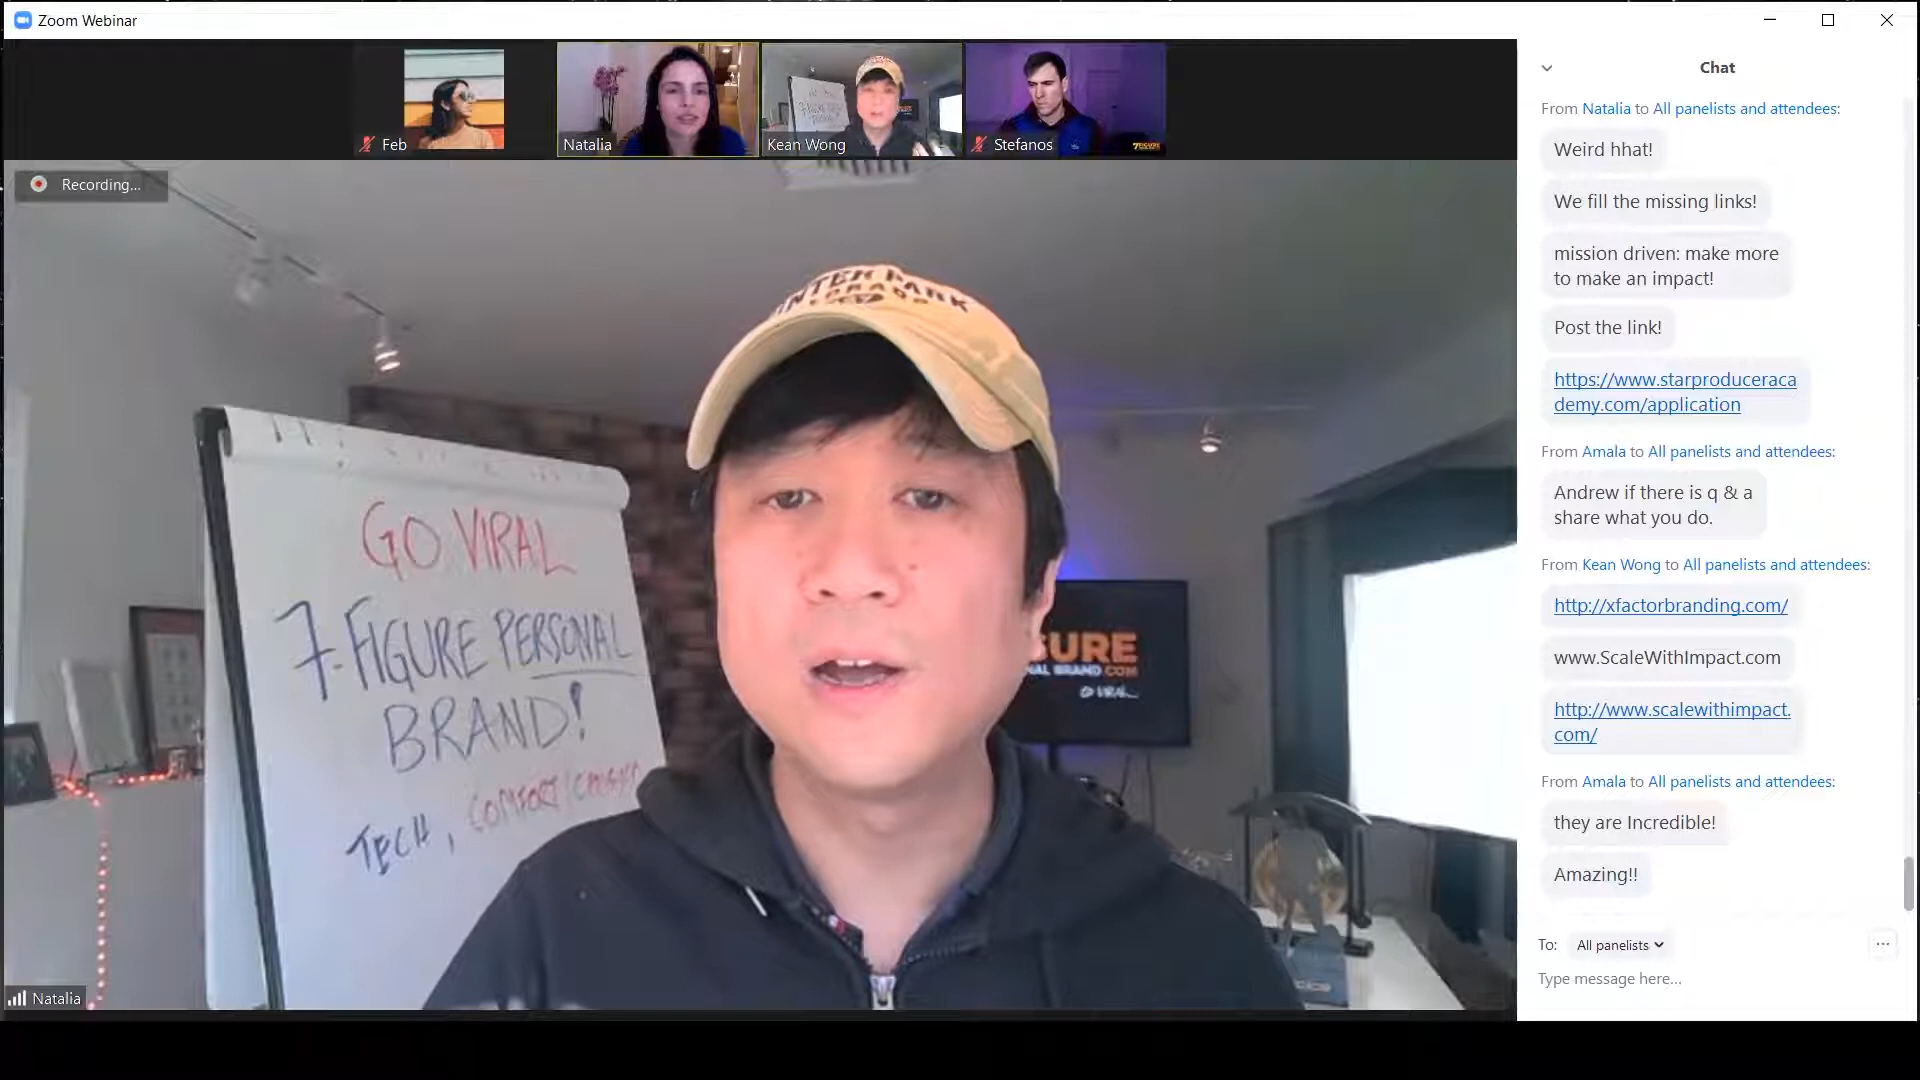 Zoom Webinar
Feb
Natalia
Kean Wong
Stefanos
Recording...
GO VIRAL
7-FIGURE PERSONAL
BRAND!
TECH,
Natalia
Chat
From Natalia to All panelists and attendees:
Weird hhat!
We fill the missing links!
mission driven: make more
to make an impact!
Post the link!
https://www.starproduceraca
demy.com/application
From Amala to All panelists and attendees:
Andrew if there is q & a
share what you do.
From Kean Wong to All panelists and attendees:
http://xfactorbranding.com/
www.ScaleWithImpact.com
http://www.scalewithimpact.
com/
From Amala to All panelists and attendees:
they are Incredible!
Amazing!!
To: All panelists
Type message here...